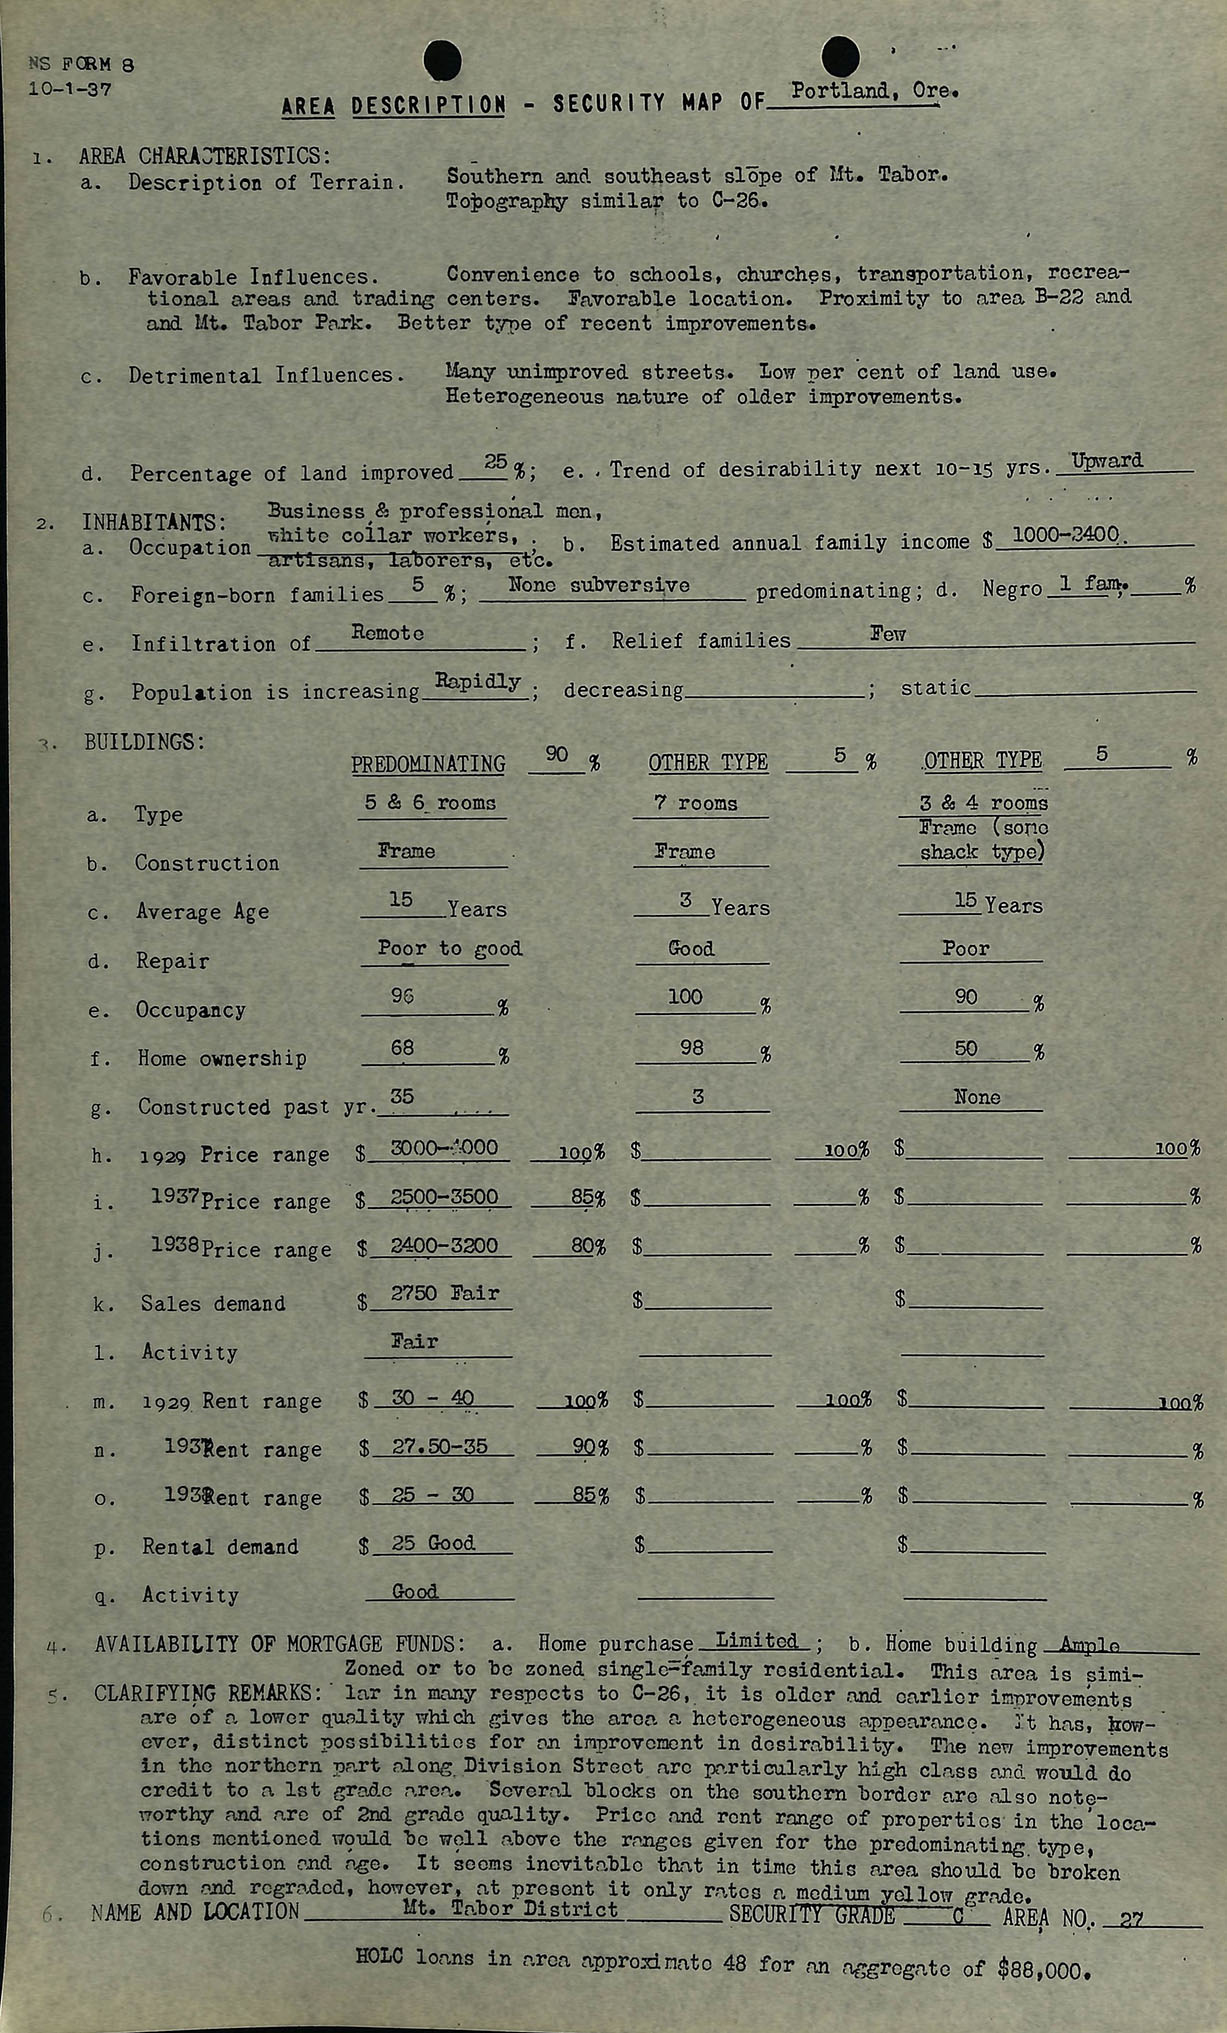 NS FORM 8
10-1-37
AREA DESCRIPTION - SECURITY MAP OF Portland, Ore.
1. AREA CHARACTERISTICS:
a. Description of Terrain. Southern and southeast slope of Mt. Tabor.
Topography similar to C-26.
b. Favorable Influences. Convenience to schools, churches, transportation, recrea-
tional areas and trading centers. Favorable location. Proximity to area B-22 and
and Mt. Tabor Park. Better type of recent improvements.
c. Detrimental Influences. Many unimproved streets. Low per cent of land use.
Heterogeneous nature of older improvements.
d. Percentage of land improved 25 %; e. Trend of desirability next 10-15 yrs. Upward
2. INHABITANTS: Business & professional men,
a. Occupation white collar workers, ; b. Estimated annual family income $ 1000-2400.
artisans, laborers, etc.
c. Foreign-born families 5 %; None subversive predominating; d. Negro 1 fam.; %
e. Infiltration of Remote ; f. Relief families Few
g. Population is increasing Rapidly ; decreasing ; static
3. BUILDINGS:
PREDOMINATING 90 % OTHER TYPE 5 % OTHER TYPE 5 %
a. Type 5 & 6 rooms 7 rooms 3 & 4 rooms
Frame (some
b. Construction Frame Frame shack type)
c. Average Age 15 Years 3 Years 15 Years
d. Repair Poor to good Good Poor
e. Occupancy 96 % 100 % 90 %
f. Home ownership 68 % 98 % 50 %
g. Constructed past yr. 35 3 None
h. 1929 Price range $ 3000-4000 100% $ 100% $ 100%
i. 1937 Price range $ 2500-3500 85% $ % $ %
j. 1938 Price range $ 2400-3200 80% $ % $ %
k. Sales demand $ 2750 Fair $ $
l. Activity Fair
m. 1929 Rent range $ 30 - 40 100% $ 100% $ 100%
n. 1937 Rent range $ 27.50-35 90% $ % $ %
o. 1938 Rent range $ 25 - 30 85% $ % $ %
p. Rental demand $ 25 Good $ $
q. Activity Good
4. AVAILABILITY OF MORTGAGE FUNDS: a. Home purchase Limited ; b. Home building Ample
Zoned or to be zoned single-family residential. This area is simi-
5. CLARIFYING REMARKS: lar in many respects to C-26, it is older and earlier improvements
are of a lower quality which gives the area a heterogeneous appearance. It has, how-
ever, distinct possibilities for an improvement in desirability. The new improvements
in the northern part along Division Street are particularly high class and would do
credit to a 1st grade area. Several blocks on the southern border are also note-
worthy and are of 2nd grade quality. Price and rent range of properties in the loca-
tions mentioned would be well above the ranges given for the predominating type,
construction and age. It seems inevitable that in time this area should be broken
down and regraded, however, at present it only rates a medium yellow grade.
6. NAME AND LOCATION Mt. Tabor District SECURITY GRADE C AREA NO. 27
HOLC loans in area approximate 48 for an aggregate of $88,000.